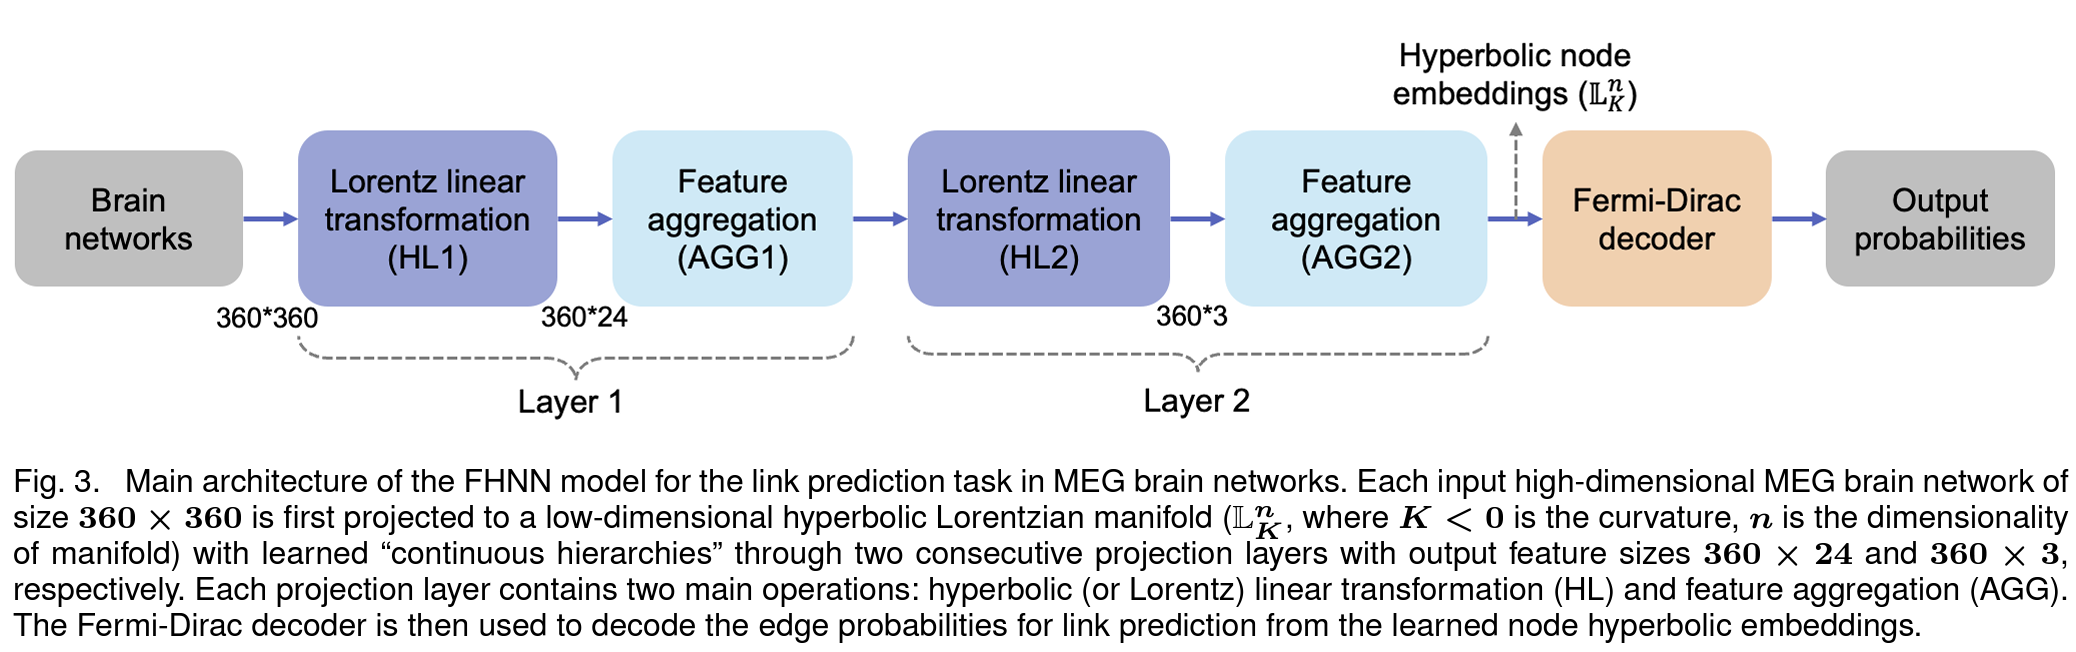 Hyperbolic node
embeddings (𝕃ⁿ_K)
Brain
networks
Lorentz linear
transformation
(HL1)
Feature
aggregation
(AGG1)
Lorentz linear
transformation
(HL2)
Feature
aggregation
(AGG2)
Fermi-Dirac
decoder
Output
probabilities
360*360
360*24
360*3
Layer 1
Layer 2
Fig. 3. Main architecture of the FHNN model for the link prediction task in MEG brain networks. Each input high-dimensional MEG brain network of
size 360 × 360 is first projected to a low-dimensional hyperbolic Lorentzian manifold (𝕃ⁿ_K, where K < 0 is the curvature, n is the dimensionality
of manifold) with learned “continuous hierarchies” through two consecutive projection layers with output feature sizes 360 × 24 and 360 × 3,
respectively. Each projection layer contains two main operations: hyperbolic (or Lorentz) linear transformation (HL) and feature aggregation (AGG).
The Fermi-Dirac decoder is then used to decode the edge probabilities for link prediction from the learned node hyperbolic embeddings.